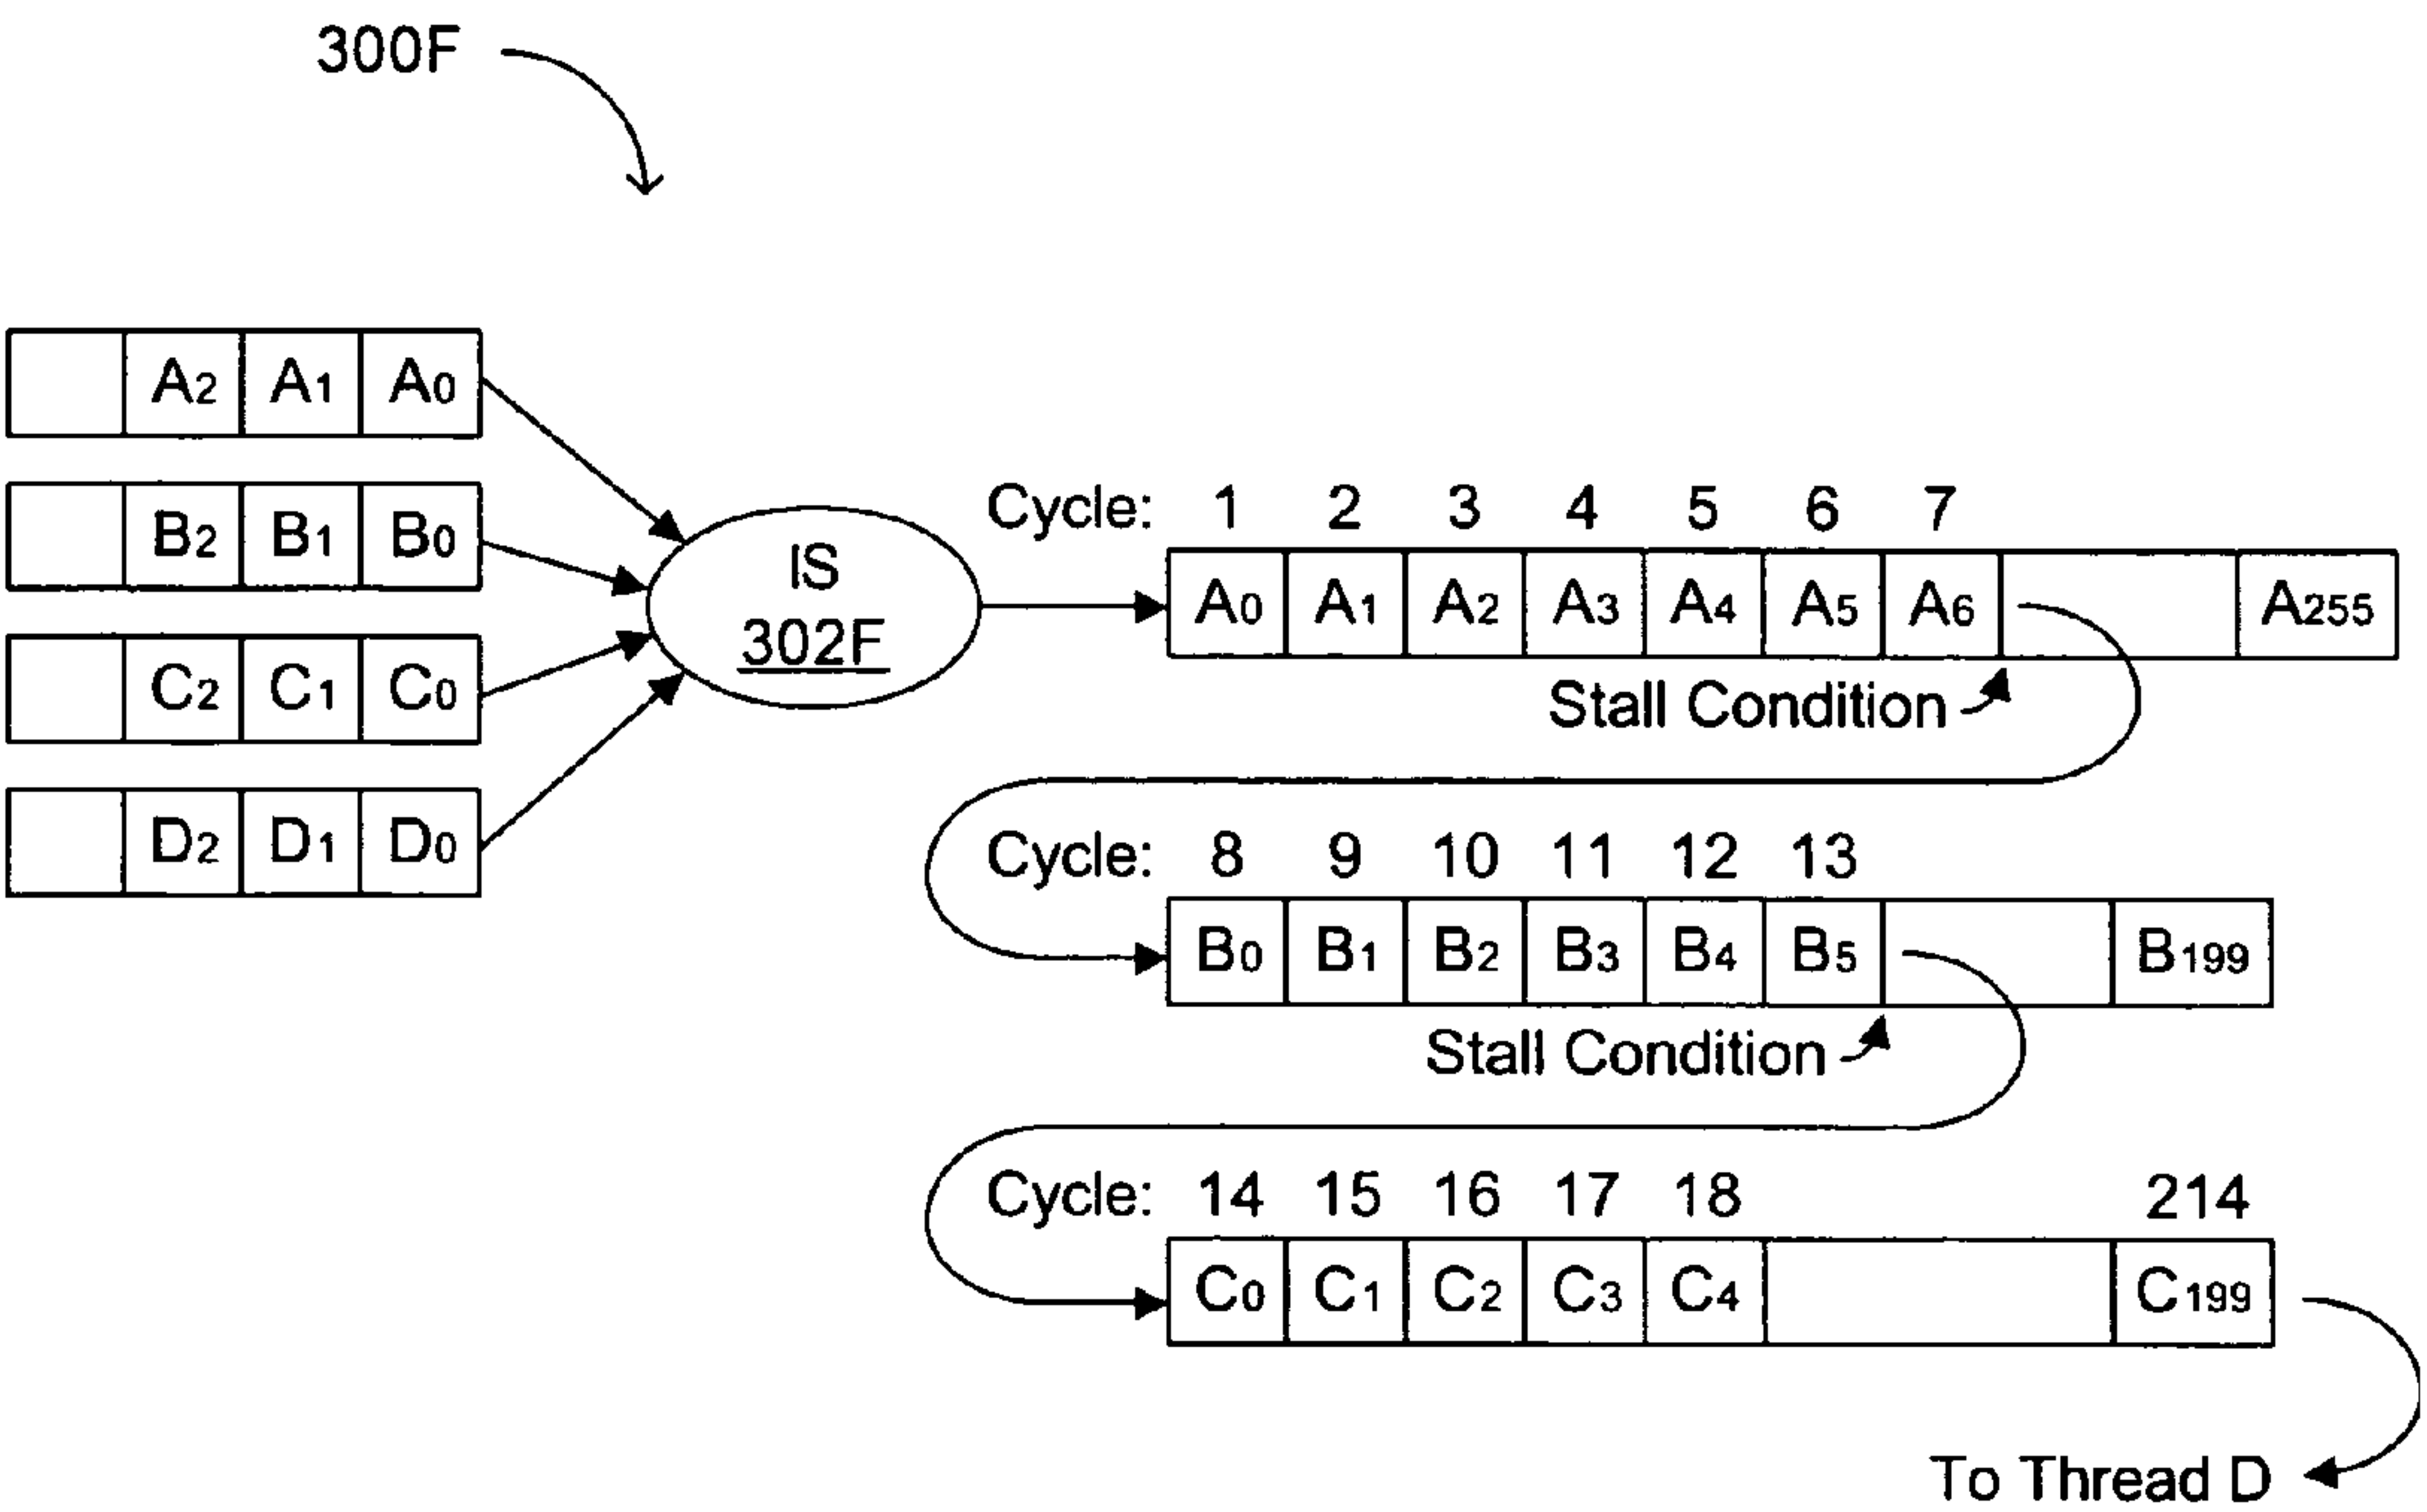 300F
A2 A1 A0
B2 B1 B0
C2 C1 C0
D2 D1 D0
IS
302F
Cycle: 1 2 3 4 5 6 7
A0 A1 A2 A3 A4 A5 A6 A255
Stall Condition
Cycle: 8 9 10 11 12 13
B0 B1 B2 B3 B4 B5 B199
Stall Condition
Cycle: 14 15 16 17 18 214
C0 C1 C2 C3 C4 C199
To Thread D